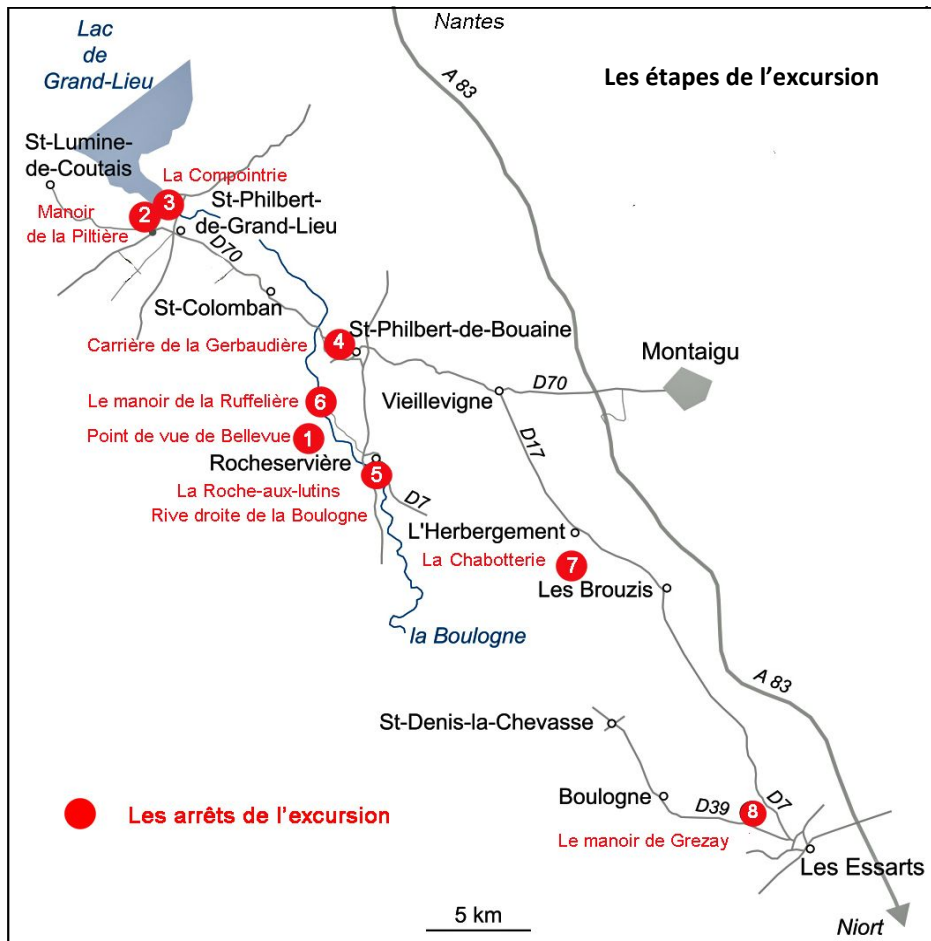 Nantes
Lac
de
Grand-Lieu
A 83
Les étapes de l’excursion
St-Lumine-
de-Coutais
La Compointrie
3
St-Philbert-
de-Grand-Lieu
Manoir
de la Piltière
2
D70
St-Colomban
Carrière de la Gerbaudière
4
St-Philbert-de-Bouaine
Montaigu
D70
Le manoir de la Ruffelière
6
Vieillevigne
Point de vue de Bellevue
1
D17
Rocheservière
5
La Roche-aux-lutins
Rive droite de la Boulogne
D7
L'Herbergement
La Chabotterie
7
Les Brouzis
la Boulogne
A 83
St-Denis-la-Chevasse
Boulogne
D39
8
D7
Les arrêts de l’excursion
Le manoir de Grezay
Les Essarts
5 km
Niort